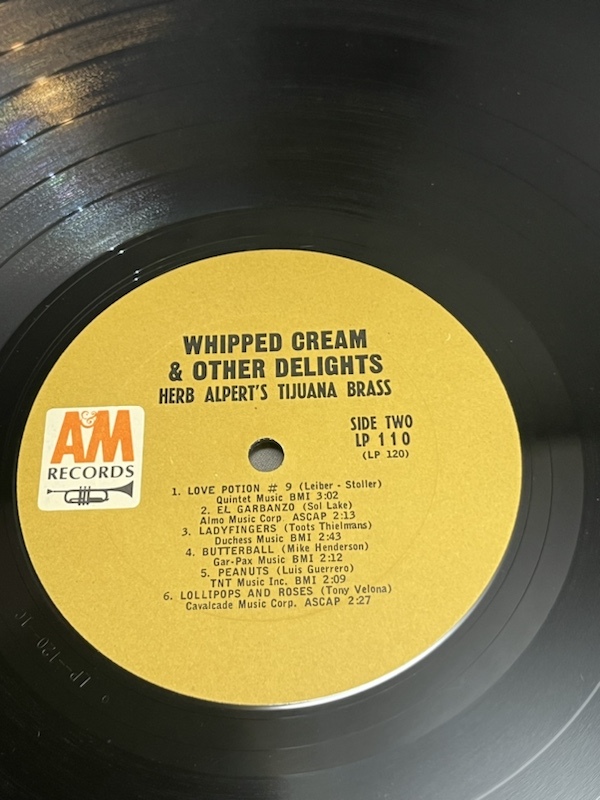 WHIPPED CREAM
& OTHER DELIGHTS
HERB ALPERT'S TIJUANA BRASS
A&M
RECORDS
SIDE TWO
LP 110
(LP 120)
1. LOVE POTION # 9 (Leiber - Stoller)
Quintet Music BMI 3:02
2. EL GARBANZO (Sol Lake)
Almo Music Corp. ASCAP 2:13
3. LADYFINGERS (Toots Thielmans)
Duchess Music BMI 2:43
4. BUTTERBALL (Mike Henderson)
Gar-Pax Music BMI 2:12
5. PEANUTS (Luis Guerrero)
TNT Music Inc. BMI 2:09
6. LOLLIPOPS AND ROSES (Tony Velona)
Cavalcade Music Corp. ASCAP 2:27
LP-120